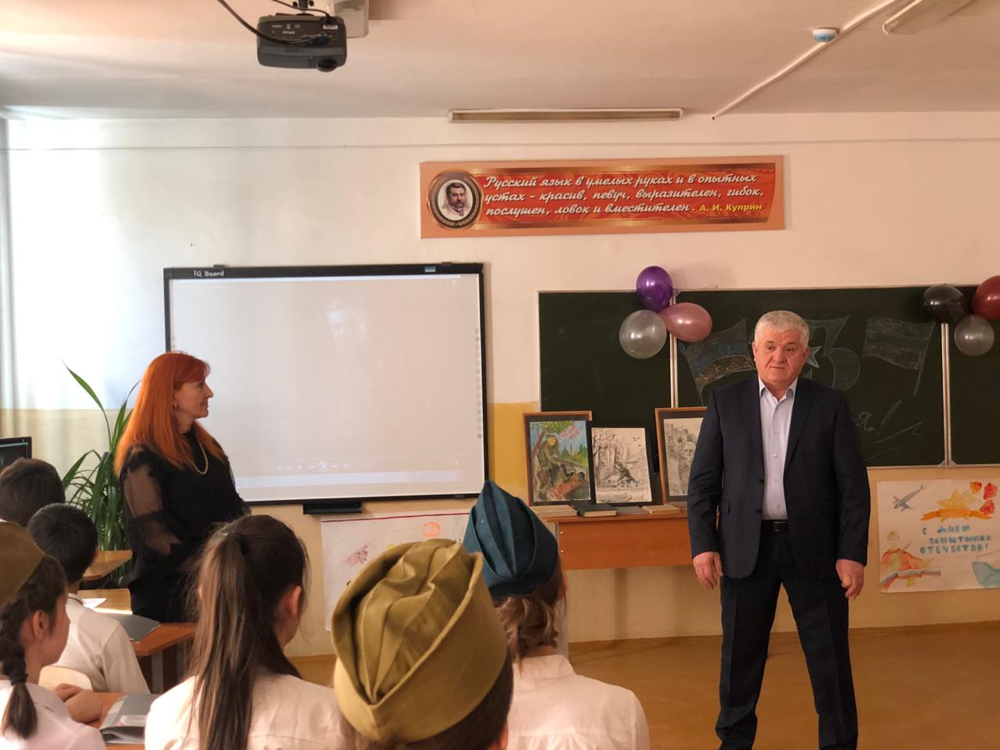 Русский язык в умелых руках и в опытных
устах - красив, певуч, выразителен, гибок,
послушен, ловок и вместителен. А. И. Куприн
IQ Board
С ДНЕМ
ЗАЩИТНИКА
ОТЕЧЕСТВА!